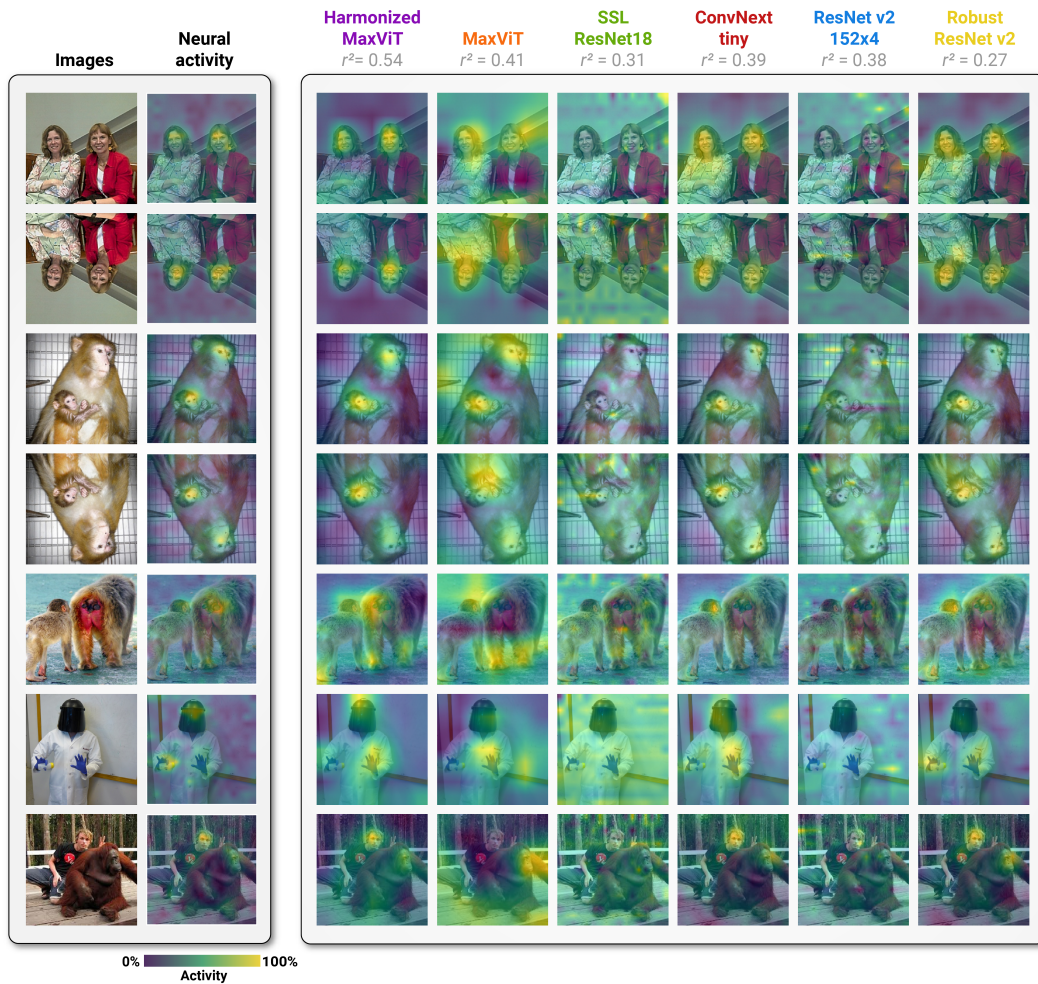 Images
Neural
activity
Harmonized
MaxViT
r² = 0.54
MaxViT
r² = 0.41
SSL
ResNet18
r² = 0.31
ConvNext
tiny
r² = 0.39
ResNet v2
152x4
r² = 0.38
Robust
ResNet v2
r² = 0.27
0%
100%
Activity